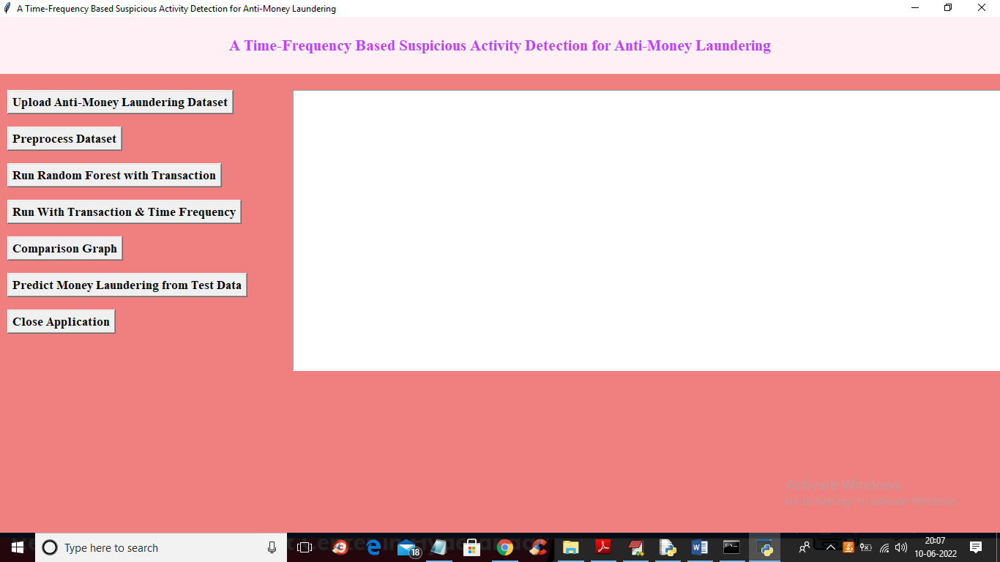 A Time-Frequency Based Suspicious Activity Detection for Anti-Money Laundering
A Time-Frequency Based Suspicious Activity Detection for Anti-Money Laundering
Upload Anti-Money Laundering Dataset
Preprocess Dataset
Run Random Forest with Transaction
Run With Transaction & Time Frequency
Comparison Graph
Predict Money Laundering from Test Data
Close Application
Activate Windows
Go to Settings to activate Windows.
Type here to search
18
20:07
10-06-2022